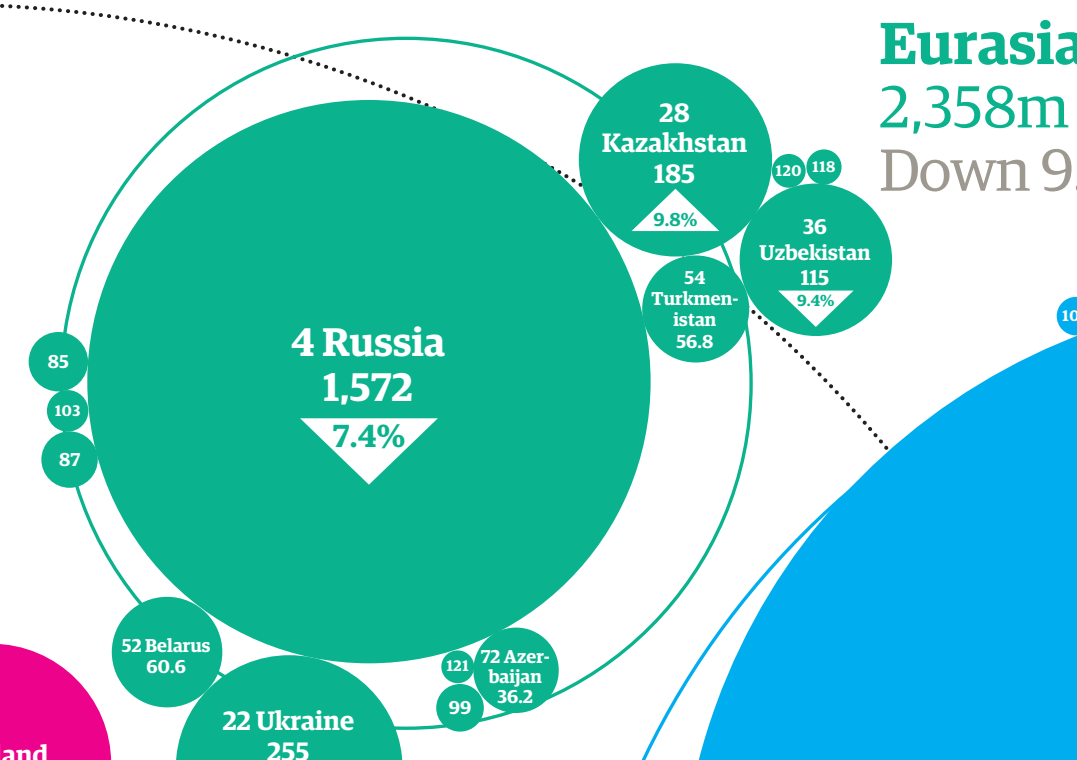 Eurasia
2,358m
Down 9.
28
Kazakhstan
185
9.8%
120
118
36
Uzbekistan
115
9.4%
54
Turkmen-
istan
56.8
10
4 Russia
1,572
7.4%
85
103
87
52 Belarus
60.6
121
72 Azer-
baijan
36.2
99
22 Ukraine
255
land